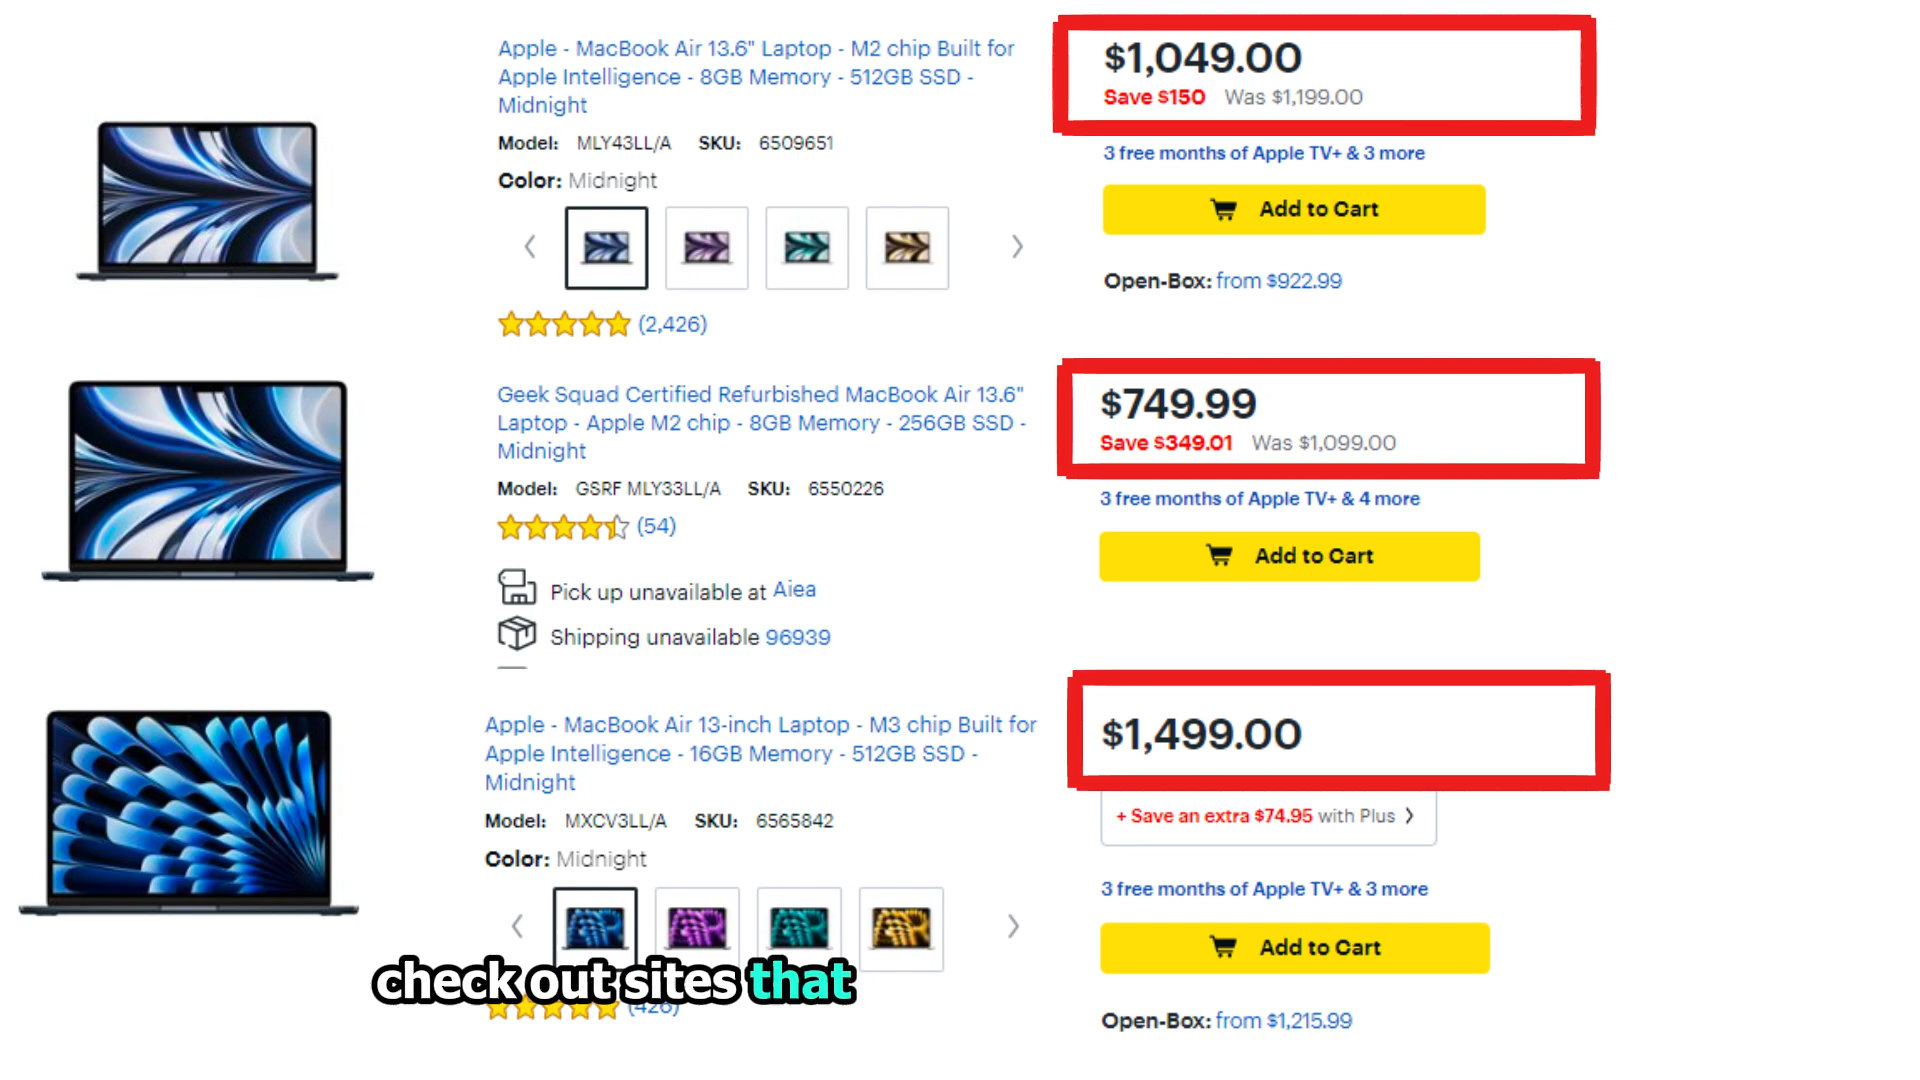 Apple - MacBook Air 13.6" Laptop - M2 chip Built for
Apple Intelligence - 8GB Memory - 512GB SSD -
Midnight
Model: MLY43LL/A SKU: 6509651
Color: Midnight
(2,426)
$1,049.00
Save $150 Was $1,199.00
3 free months of Apple TV+ & 3 more
Add to Cart
Open-Box: from $922.99
Geek Squad Certified Refurbished MacBook Air 13.6"
Laptop - Apple M2 chip - 8GB Memory - 256GB SSD -
Midnight
Model: GSRF MLY33LL/A SKU: 6550226
(54)
Pick up unavailable at Aiea
Shipping unavailable 96939
$749.99
Save $349.01 Was $1,099.00
3 free months of Apple TV+ & 4 more
Add to Cart
Apple - MacBook Air 13-inch Laptop - M3 chip Built for
Apple Intelligence - 16GB Memory - 512GB SSD -
Midnight
Model: MXCV3LL/A SKU: 6565842
Color: Midnight
(426)
$1,499.00
+ Save an extra $74.95 with Plus
3 free months of Apple TV+ & 3 more
Add to Cart
Open-Box: from $1,215.99
check out sites that